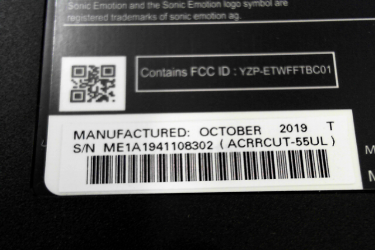 Sonic Emotion and the Sonic Emotion logo symbol are
registered trademarks of sonic emotion ag.
Contains FCC ID : YZP-ETWFFTBC01
MANUFACTURED: OCTOBER 2019 T
S/N ME1A1941108302 (ACRRCUT-55UL)